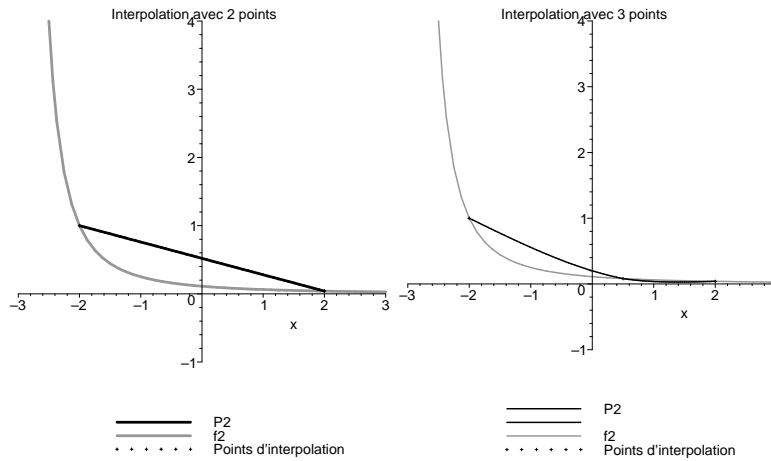 Interpolation avec 2 points
4
3
2
1
0
–1
–3 –2 –1 1 2 3
x
P2
f2
Points d'interpolation
Interpolation avec 3 points
4
3
2
1
0
–1
–3 –2 –1 1 2
x
P2
f2
Points d'interpolation